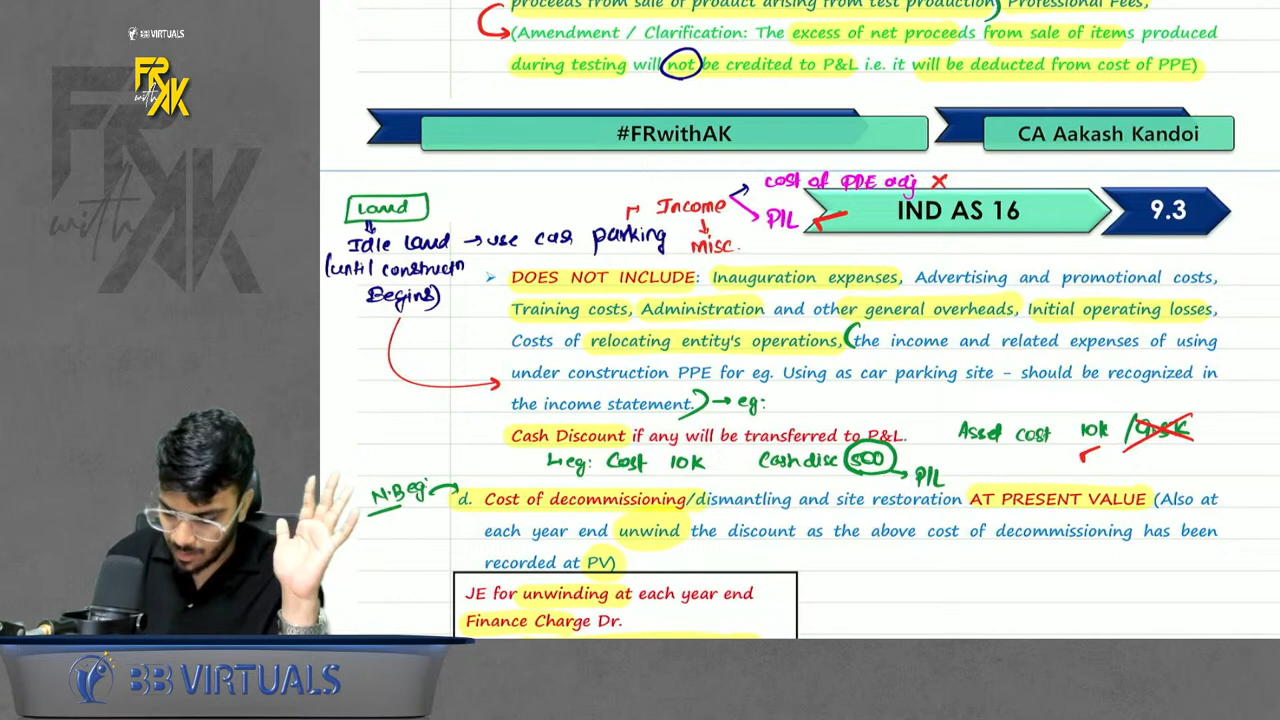 BB VIRTUALS
FR with AK
FR with AK
proceeds from sale of product arising from test production) Professional Fees,
(Amendment / Clarification: The excess of net proceeds from sale of items produced
during testing will not be credited to P&L i.e. it will be deducted from cost of PPE)
#FRwithAK
CA Aakash Kandoi
IND AS 16
9.3
cost of PPE adj ×
Land
Income
P/L
Idle land → use car parking
misc.
(until constructn
Begins)
DOES NOT INCLUDE: Inauguration expenses, Advertising and promotional costs,
Training costs, Administration and other general overheads, Initial operating losses,
Costs of relocating entity's operations, (the income and related expenses of using
under construction PPE for eg. Using as car parking site - should be recognized in
the income statement.) → eg:
Cash Discount if any will be transferred to P&L.
Asset cost 10k / 9.5k
eg: Cost 10k Cash disc 500
P/L
N.B eg:
d. Cost of decommissioning/dismantling and site restoration AT PRESENT VALUE (Also at
each year end unwind the discount as the above cost of decommissioning has been
recorded at PV)
JE for unwinding at each year end
Finance Charge Dr.
BB VIRTUALS